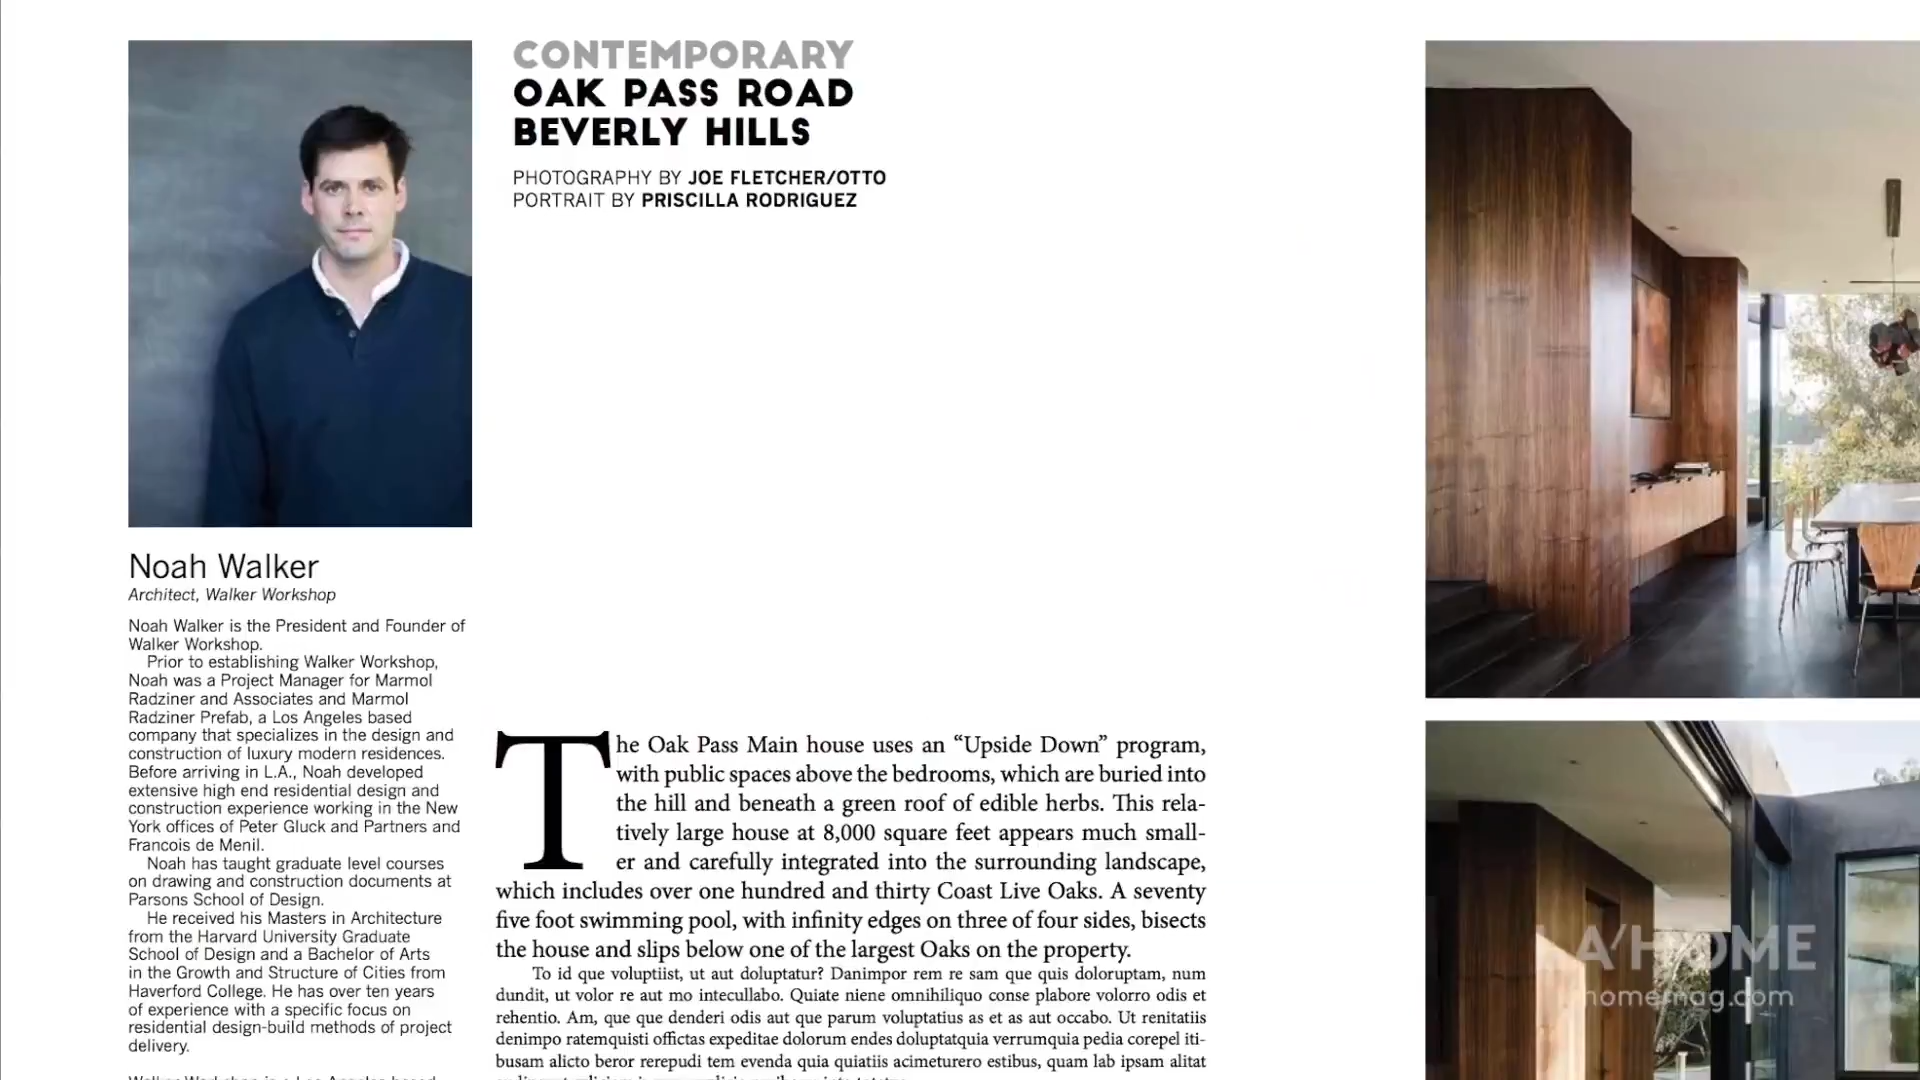 CONTEMPORARY
OAK PASS ROAD
BEVERLY HILLS
PHOTOGRAPHY BY JOE FLETCHER/OTTO
PORTRAIT BY PRISCILLA RODRIGUEZ
Noah Walker
Architect, Walker Workshop
Noah Walker is the President and Founder of
Walker Workshop.
Prior to establishing Walker Workshop,
Noah was a Project Manager for Marmol
Radziner and Associates and Marmol
Radziner Prefab, a Los Angeles based
company that specializes in the design and
construction of luxury modern residences.
Before arriving in L.A., Noah developed
extensive high end residential design and
construction experience working in the New
York offices of Peter Gluck and Partners and
Francois de Menil.
Noah has taught graduate level courses
on drawing and construction documents at
Parsons School of Design.
He received his Masters in Architecture
from the Harvard University Graduate
School of Design and a Bachelor of Arts
in the Growth and Structure of Cities from
Haverford College. He has over ten years
of experience with a specific focus on
residential design-build methods of project
delivery.
The Oak Pass Main house uses an “Upside Down” program,
with public spaces above the bedrooms, which are buried into
the hill and beneath a green roof of edible herbs. This rela-
tively large house at 8,000 square feet appears much small-
er and carefully integrated into the surrounding landscape,
which includes over one hundred and thirty Coast Live Oaks. A seventy
five foot swimming pool, with infinity edges on three of four sides, bisects
the house and slips below one of the largest Oaks on the property.
To id que voluptiist, ut aut doluptatur? Danimpor rem re sam que quis doloruptam, num
dundit, ut volor re aut mo intecullabo. Quiate niene omnihiliquo conse plabore volorro odis et
rehentio. Am, que que denderi odis aut que parum voluptatius as et as aut occabo. Ut renitatiis
denimpo ratemquisti offictas expeditae dolorum endes doluptatquia verrumquia pedia corepel iti-
busam alicto beror rerepudi tem evenda quia quiatiis acimeturero estibus, quam lab ipsam alitat
LA'HOME
homemag.com